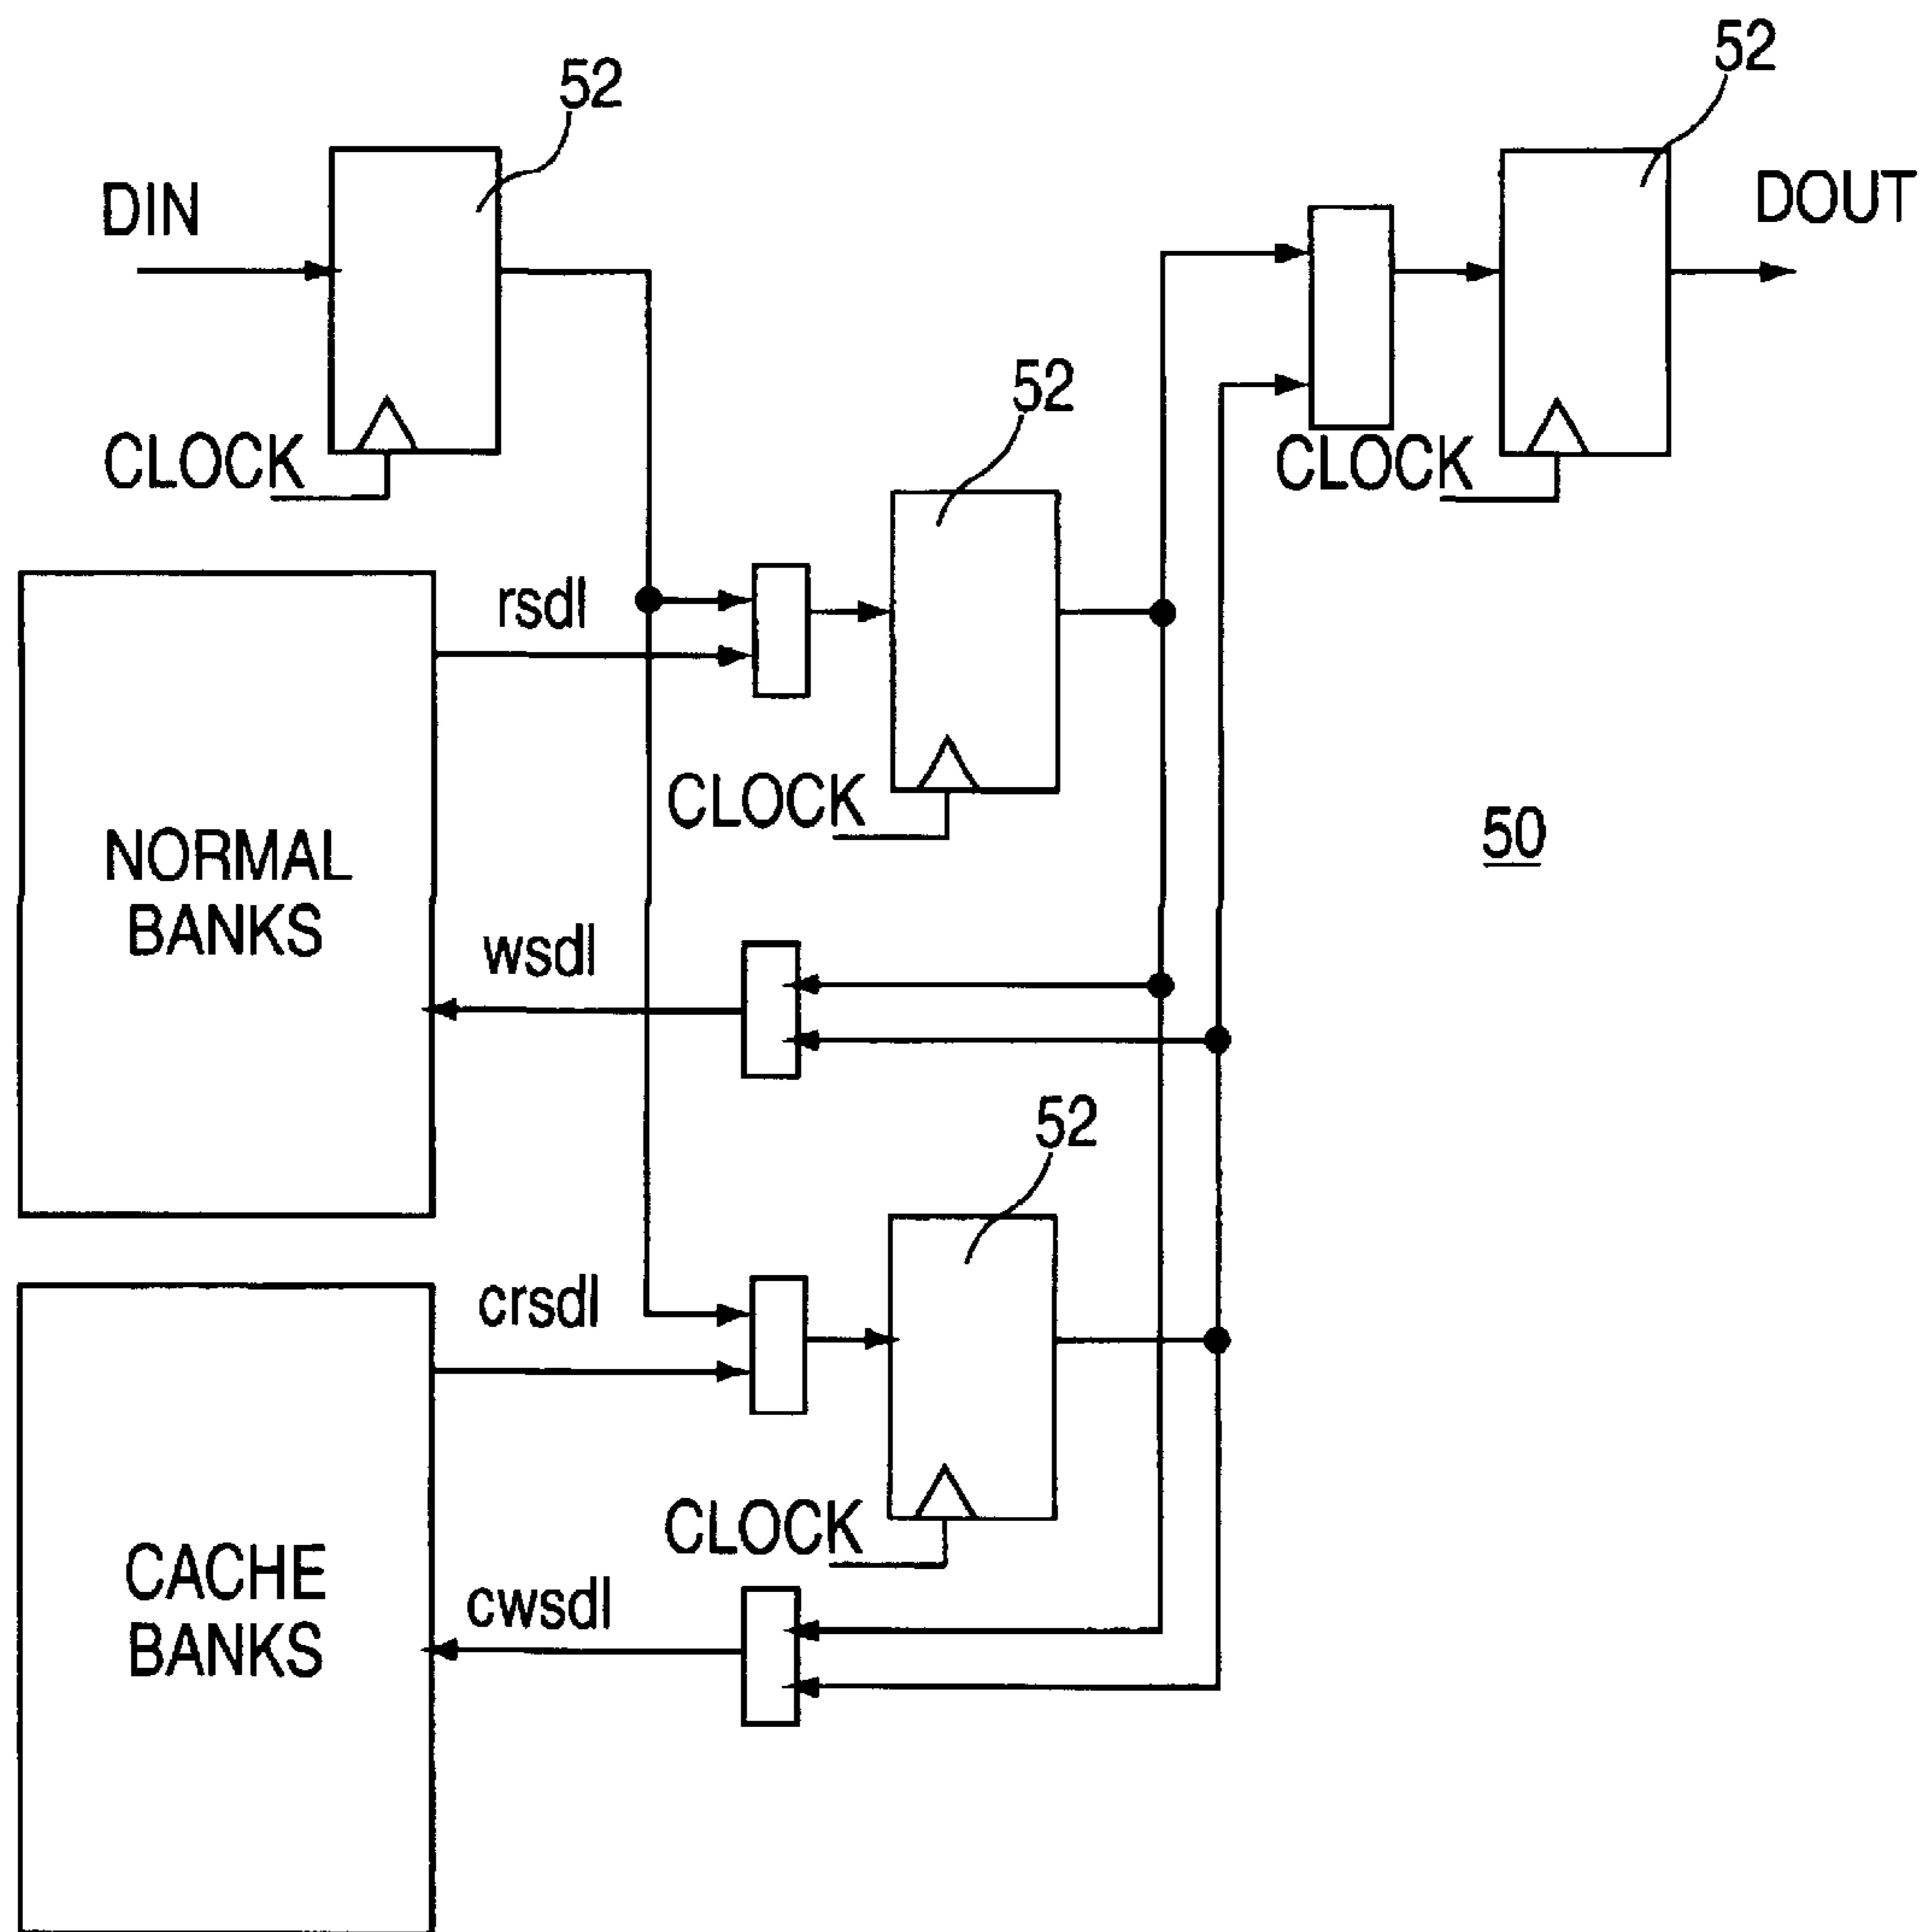 52
52
DIN
DOUT
52
CLOCK
CLOCK
rsdl
CLOCK
50
NORMAL
BANKS
wsdl
52
crsdl
CLOCK
CACHE
BANKS
cwsdl